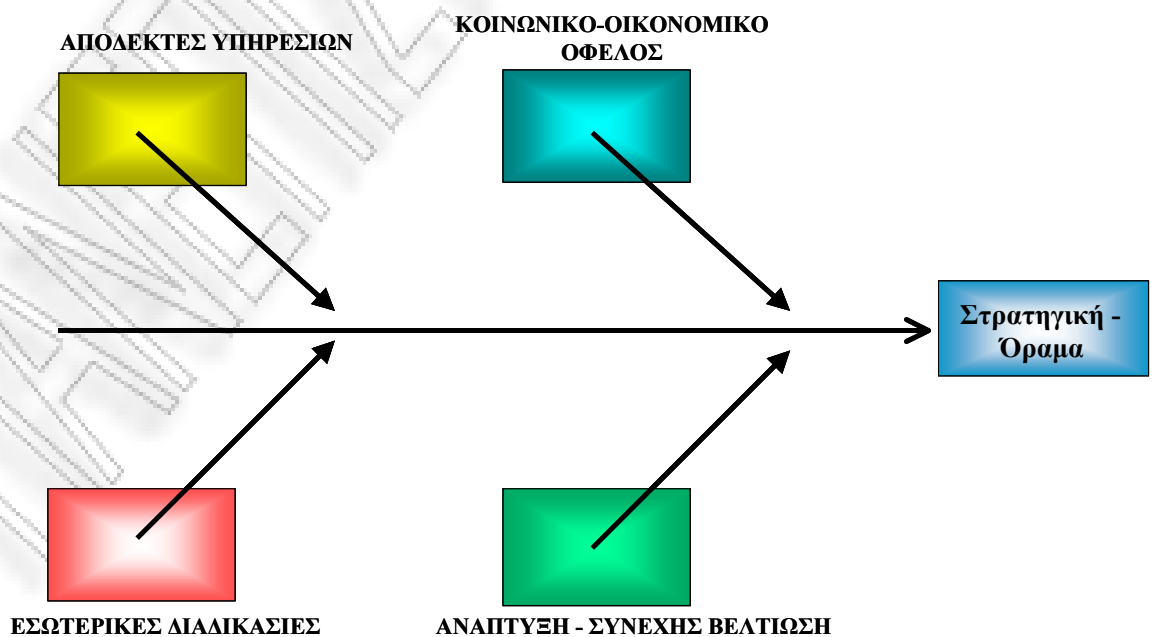 ΑΠΟΔΕΚΤΕΣ ΥΠΗΡΕΣΙΩΝ
ΚΟΙΝΩΝΙΚΟ-ΟΙΚΟΝΟΜΙΚΟ
ΟΦΕΛΟΣ
Στρατηγική -
Όραμα
ΕΣΩΤΕΡΙΚΕΣ ΔΙΑΔΙΚΑΣΙΕΣ
ΑΝΑΠΤΥΞΗ - ΣΥΝΕΧΗΣ ΒΕΛΤΙΩΣΗ